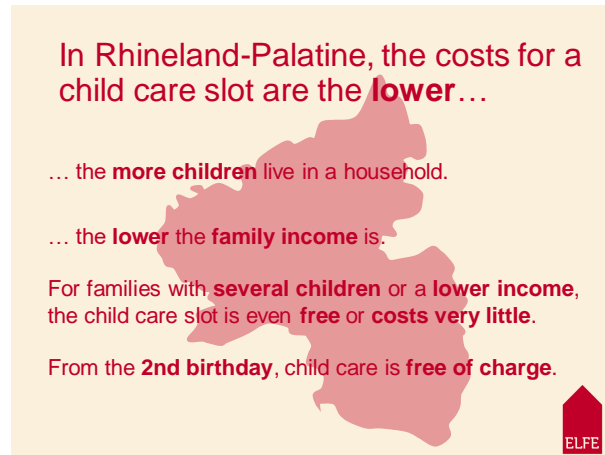 In Rhineland-Palatine, the costs for a
child care slot are the lower…
… the more children live in a household.
… the lower the family income is.
For families with several children or a lower income,
the child care slot is even free or costs very little.
From the 2nd birthday, child care is free of charge.
ELFE